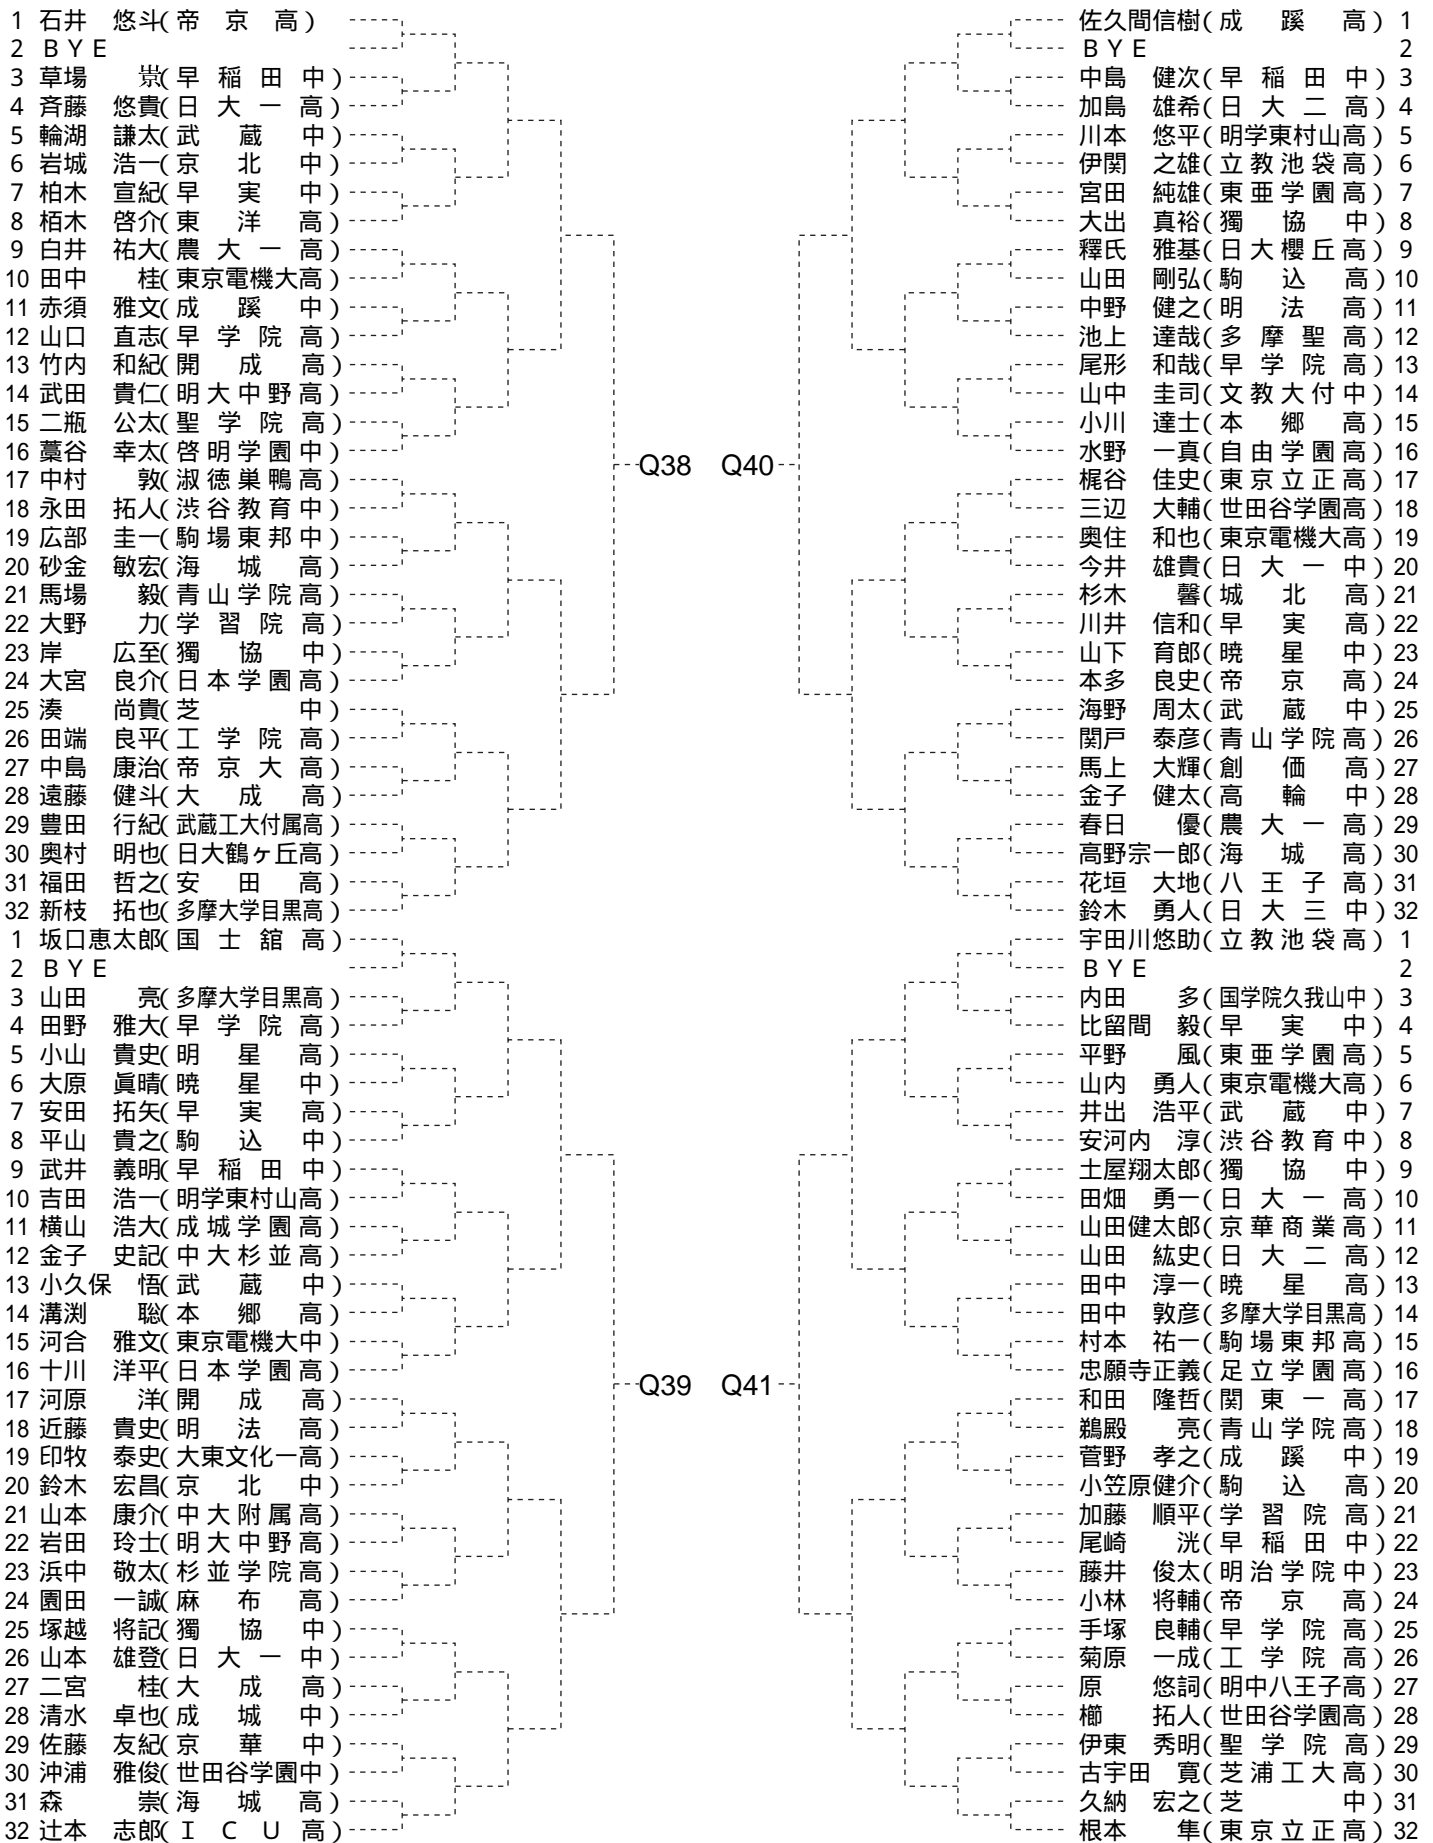 1 石井 悠斗(帝京高)
2 BYE
3 草場 崇(早稲田中)
4 斉藤 悠貴(日大一高)
5 輪湖 謙太(武蔵中)
6 岩城 浩一(京北中)
7 柏木 宣紀(早実中)
8 栢木 啓介(東洋高)
9 白井 祐大(農大一高)
10 田中 桂(東京電機大高)
11 赤須 雅文(成蹊中)
12 山口 直志(早学院高)
13 竹内 和紀(開成高)
14 武田 貴仁(明大中野高)
15 二瓶 公太(聖学院高)
16 藁谷 幸太(啓明学園中)
17 中村 敦(淑徳巣鴨高)
18 永田 拓人(渋谷教育中)
19 広部 圭一(駒場東邦中)
20 砂金 敏宏(海城高)
21 馬場 毅(青山学院高)
22 大野 力(学習院高)
23 岸 広至(獨協中)
24 大宮 良介(日本学園高)
25 湊 尚貴(芝中)
26 田端 良平(工学院高)
27 中島 康治(帝京大高)
28 遠藤 健斗(大成高)
29 豊田 行紀(武蔵工大付属高)
30 奥村 明也(日大鶴ヶ丘高)
31 福田 哲之(安田高)
32 新枝 拓也(多摩大学目黒高)
Q38
1 坂口恵太郎(国士舘高)
2 BYE
3 山田 亮(多摩大学目黒高)
4 田野 雅大(早学院高)
5 小山 貴史(明星高)
6 大原 眞晴(暁星中)
7 安田 拓矢(早実高)
8 平山 貴之(駒込中)
9 武井 義明(早稲田中)
10 吉田 浩一(明学東村山高)
11 横山 浩大(成城学園高)
12 金子 史記(中大杉並高)
13 小久保 悟(武蔵中)
14 溝渕 聡(本郷高)
15 河合 雅文(東京電機大中)
16 十川 洋平(日本学園高)
17 河原 洋(開成高)
18 近藤 貴史(明法高)
19 印牧 泰史(大東文化一高)
20 鈴木 宏昌(京北中)
21 山本 康介(中大附属高)
22 岩田 玲士(明大中野高)
23 浜中 敬太(杉並学院高)
24 園田 一誠(麻布高)
25 塚越 将記(獨協中)
26 山本 雄登(日大一中)
27 二宮 桂(大成高)
28 清水 卓也(成城中)
29 佐藤 友紀(京華中)
30 沖浦 雅俊(世田谷学園中)
31 森 崇(海城高)
32 辻本 志郎(ICU高)
Q39
佐久間信樹(成蹊高) 1
BYE 2
中島 健次(早稲田中) 3
加島 雄希(日大二高) 4
川本 悠平(明学東村山高) 5
伊関 之雄(立教池袋高) 6
宮田 純雄(東亜学園高) 7
大出 真裕(獨協中) 8
釋氏 雅基(日大櫻丘高) 9
山田 剛弘(駒込高) 10
中野 健之(明法高) 11
池上 達哉(多摩聖高) 12
尾形 和哉(早学院高) 13
山中 圭司(文教大付中) 14
小川 達士(本郷高) 15
水野 一真(自由学園高) 16
梶谷 佳史(東京立正高) 17
三辺 大輔(世田谷学園高) 18
奥住 和也(東京電機大高) 19
今井 雄貴(日大一中) 20
杉木 馨(城北高) 21
川井 信和(早実高) 22
山下 育郎(暁星中) 23
本多 良史(帝京高) 24
海野 周太(武蔵中) 25
関戸 泰彦(青山学院高) 26
馬上 大輝(創価高) 27
金子 健太(高輪中) 28
春日 優(農大一高) 29
高野宗一郎(海城高) 30
花垣 大地(八王子高) 31
鈴木 勇人(日大三中) 32
Q40
宇田川悠助(立教池袋高) 1
BYE 2
内田 多(国学院久我山中) 3
比留間 毅(早実中) 4
平野 風(東亜学園高) 5
山内 勇人(東京電機大高) 6
井出 浩平(武蔵中) 7
安河内 淳(渋谷教育中) 8
土屋翔太郎(獨協中) 9
田畑 勇一(日大一高) 10
山田健太郎(京華商業高) 11
山田 紘史(日大二高) 12
田中 淳一(暁星高) 13
田中 敦彦(多摩大学目黒高) 14
村本 祐一(駒場東邦高) 15
忠願寺正義(足立学園高) 16
和田 隆哲(関東一高) 17
鵜殿 亮(青山学院高) 18
菅野 孝之(成蹊中) 19
小笠原健介(駒込高) 20
加藤 順平(学習院高) 21
尾崎 洸(早稲田中) 22
藤井 俊太(明治学院中) 23
小林 将輔(帝京高) 24
手塚 良輔(早学院高) 25
菊原 一成(工学院高) 26
原 悠詞(明中八王子高) 27
櫛 拓人(世田谷学園高) 28
伊東 秀明(聖学院高) 29
古宇田 寛(芝浦工大高) 30
久納 宏之(芝中) 31
根本 隼(東京立正高) 32
Q41